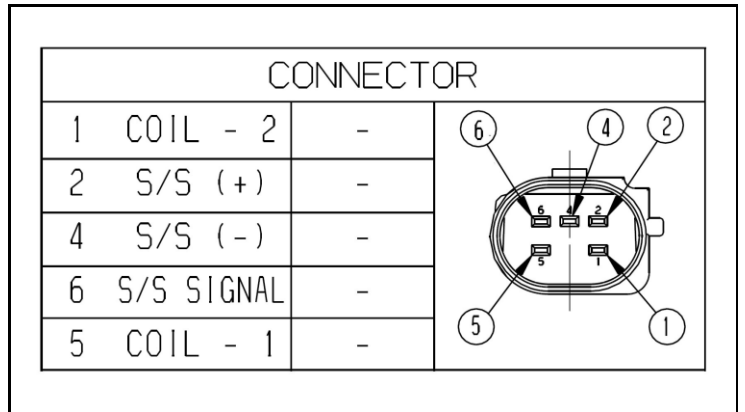 CONNECTOR
1 COIL - 2 -
2 S/S (+) -
4 S/S (-) -
6 S/S SIGNAL -
5 COIL - 1 -
6 4 2
6 4 2
5 1
5 1